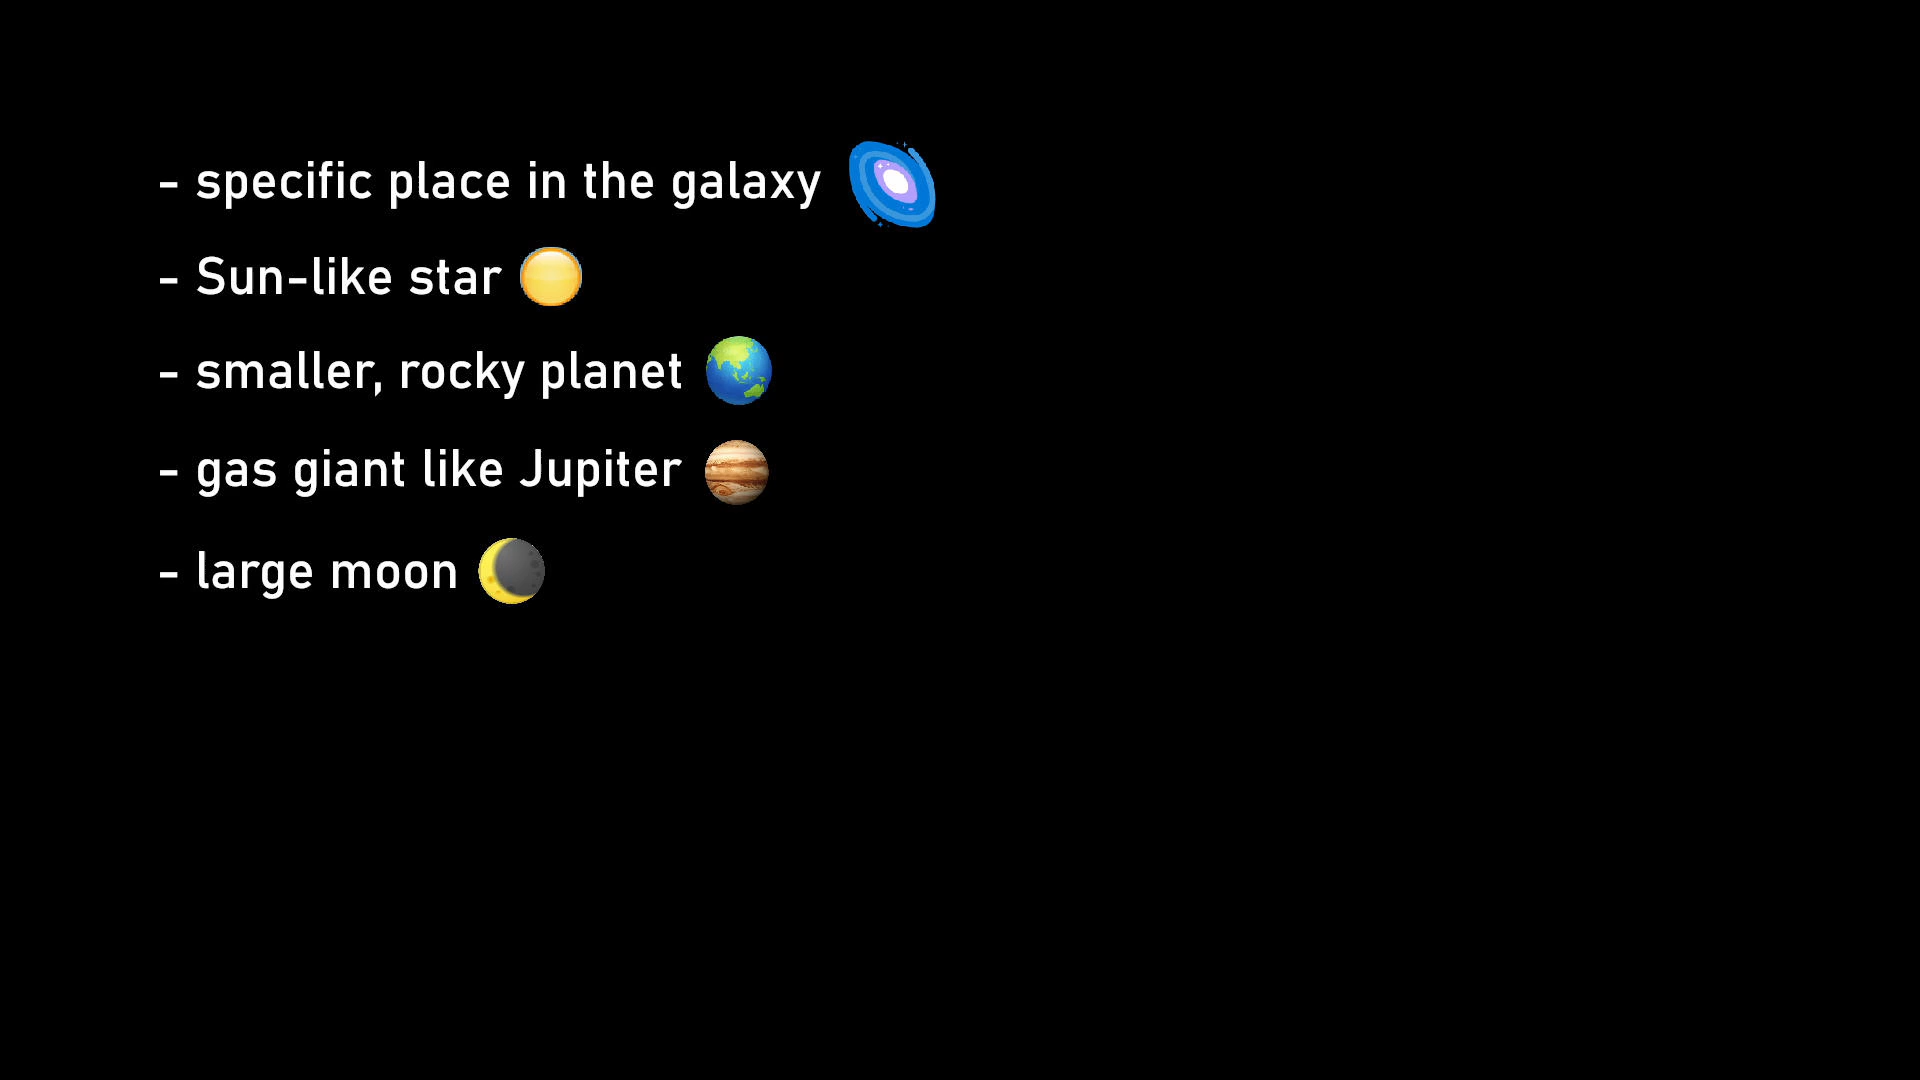 - specific place in the galaxy
- Sun-like star
- smaller, rocky planet
- gas giant like Jupiter
- large moon